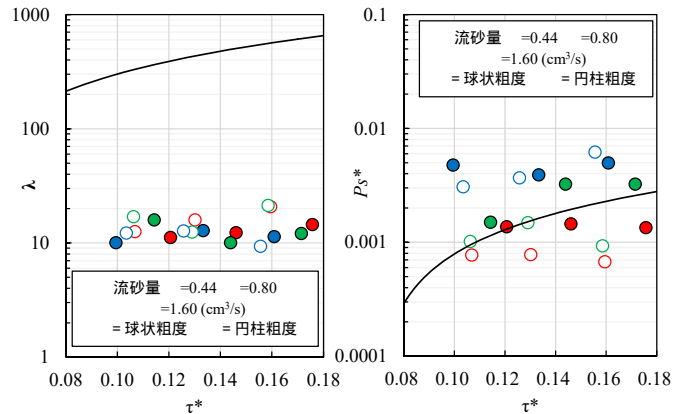 1000
100
10
1
λ
流砂量 =0.44 =0.80
=1.60 (cm³/s)
= 球状粗度 = 円柱粗度
0.08 0.10 0.12 0.14 0.16 0.18
τ*
0.1
0.01
0.001
0.0001
Ps*
流砂量 =0.44 =0.80
=1.60 (cm³/s)
= 球状粗度 = 円柱粗度
0.08 0.10 0.12 0.14 0.16 0.18
τ*